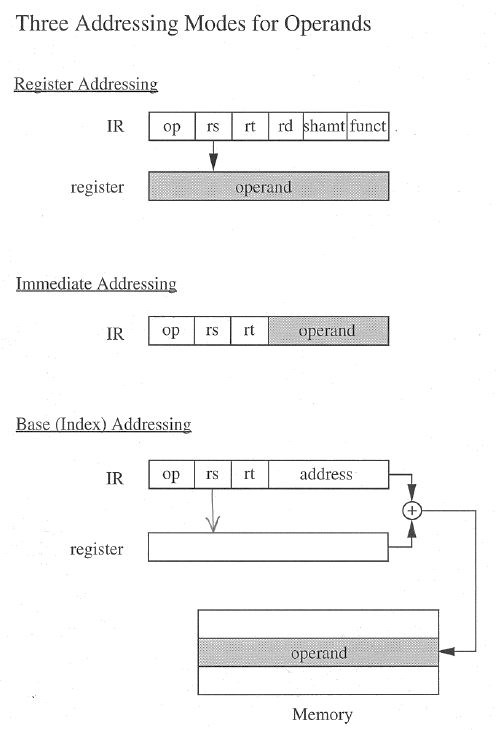 Three Addressing Modes for Operands
Register Addressing
IR op rs rt rd shamt funct
register operand
Immediate Addressing
IR op rs rt operand
Base (Index) Addressing
IR op rs rt address
+
register
operand
Memory